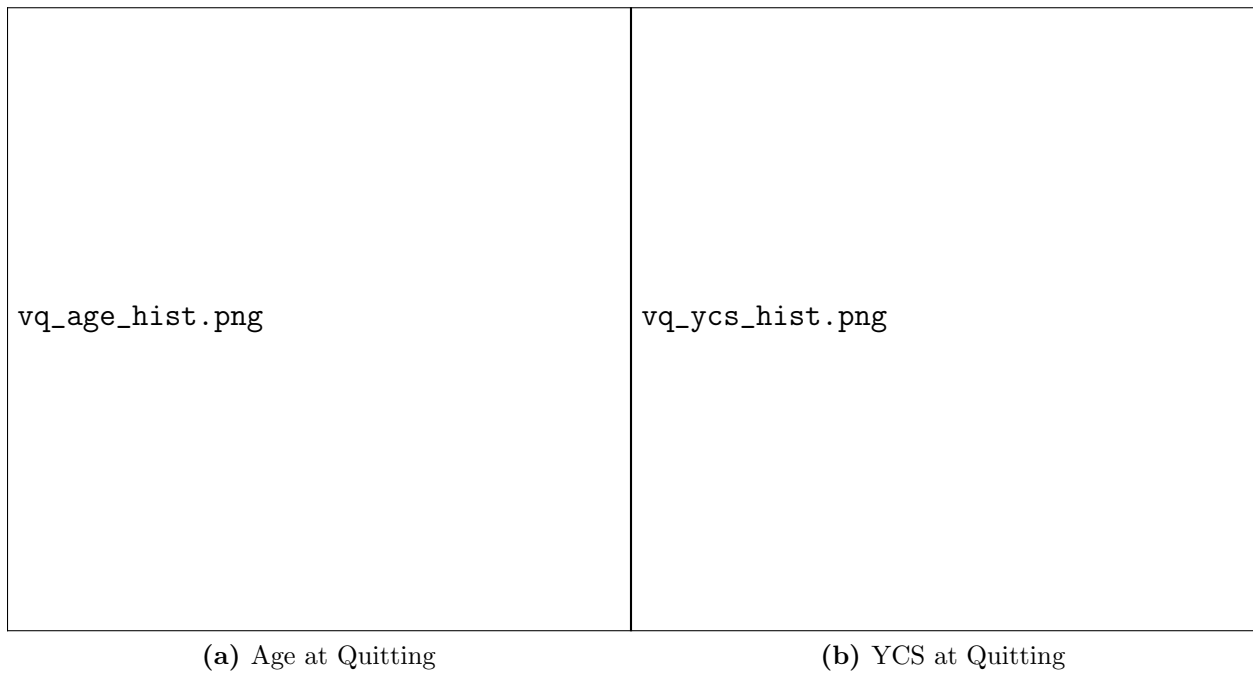 vq_age_hist.png
vq_ycs_hist.png
(a) Age at Quitting
(b) YCS at Quitting